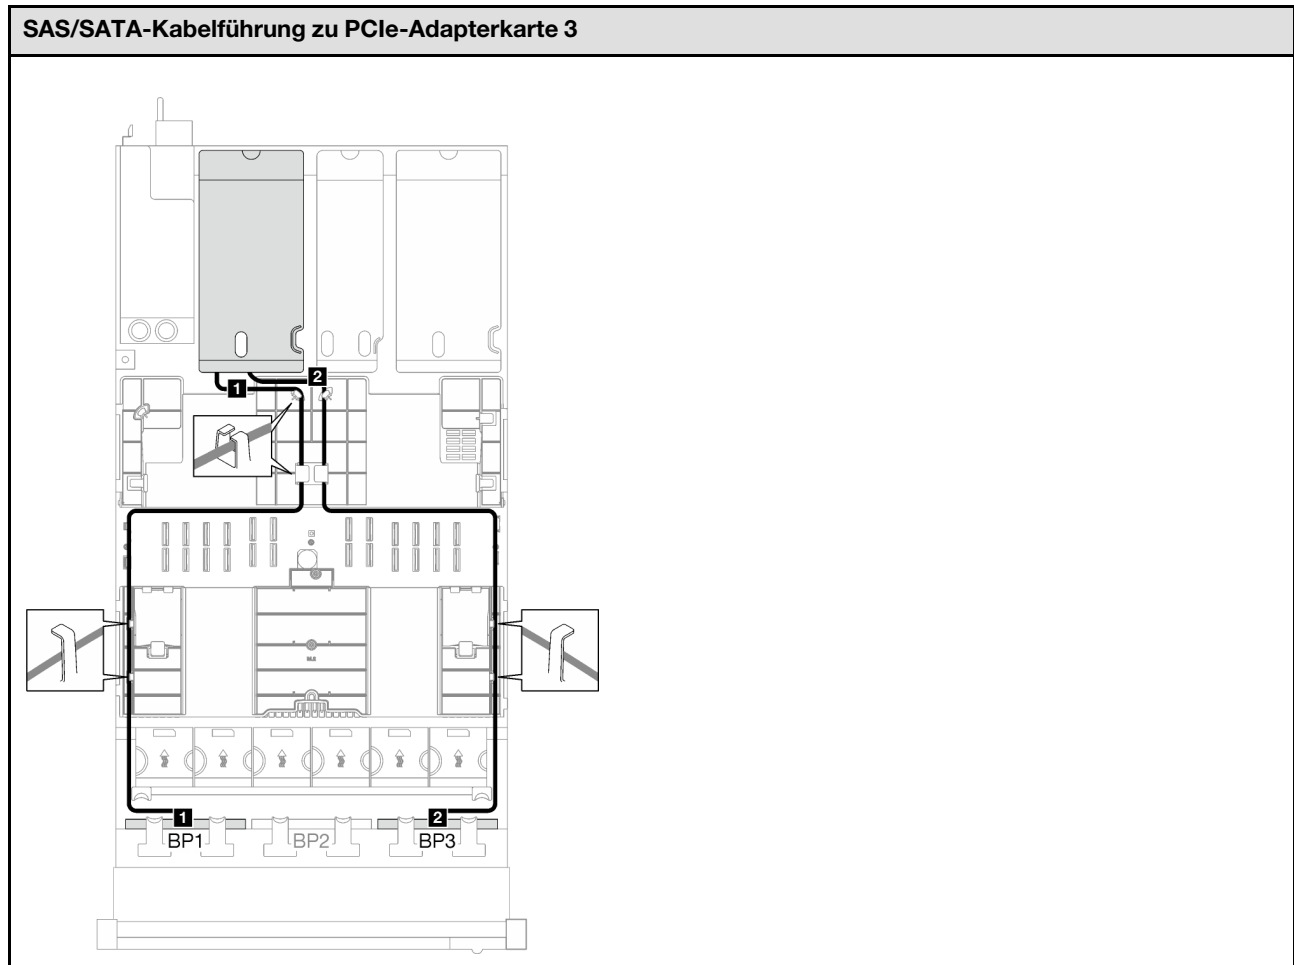 SAS/SATA-Kabelführung zu PCIe-Adapterkarte 3
2
1
1
2
BP1
BP2
BP3